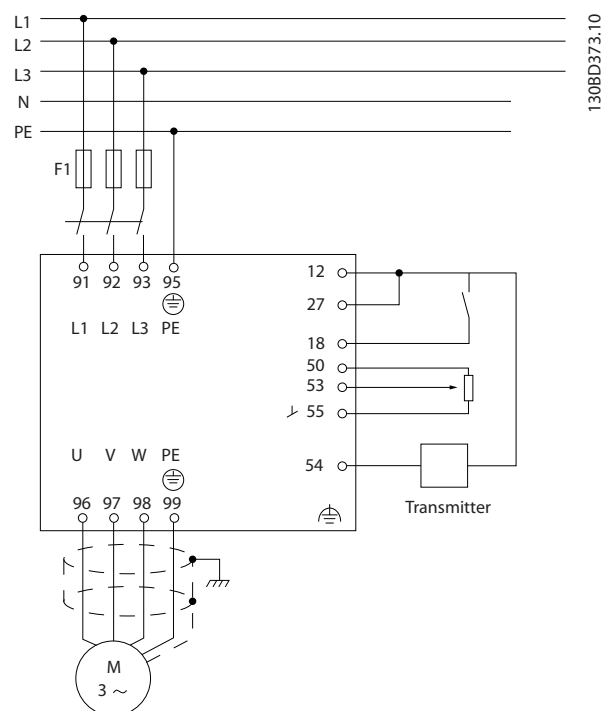 L1
L2
L3
N
PE
130BD373.10
F1
91 92 93 95
L1 L2 L3 PE
12
27
18
50
53
55
54
Transmitter
U V W PE
96 97 98 99
M
3 ~